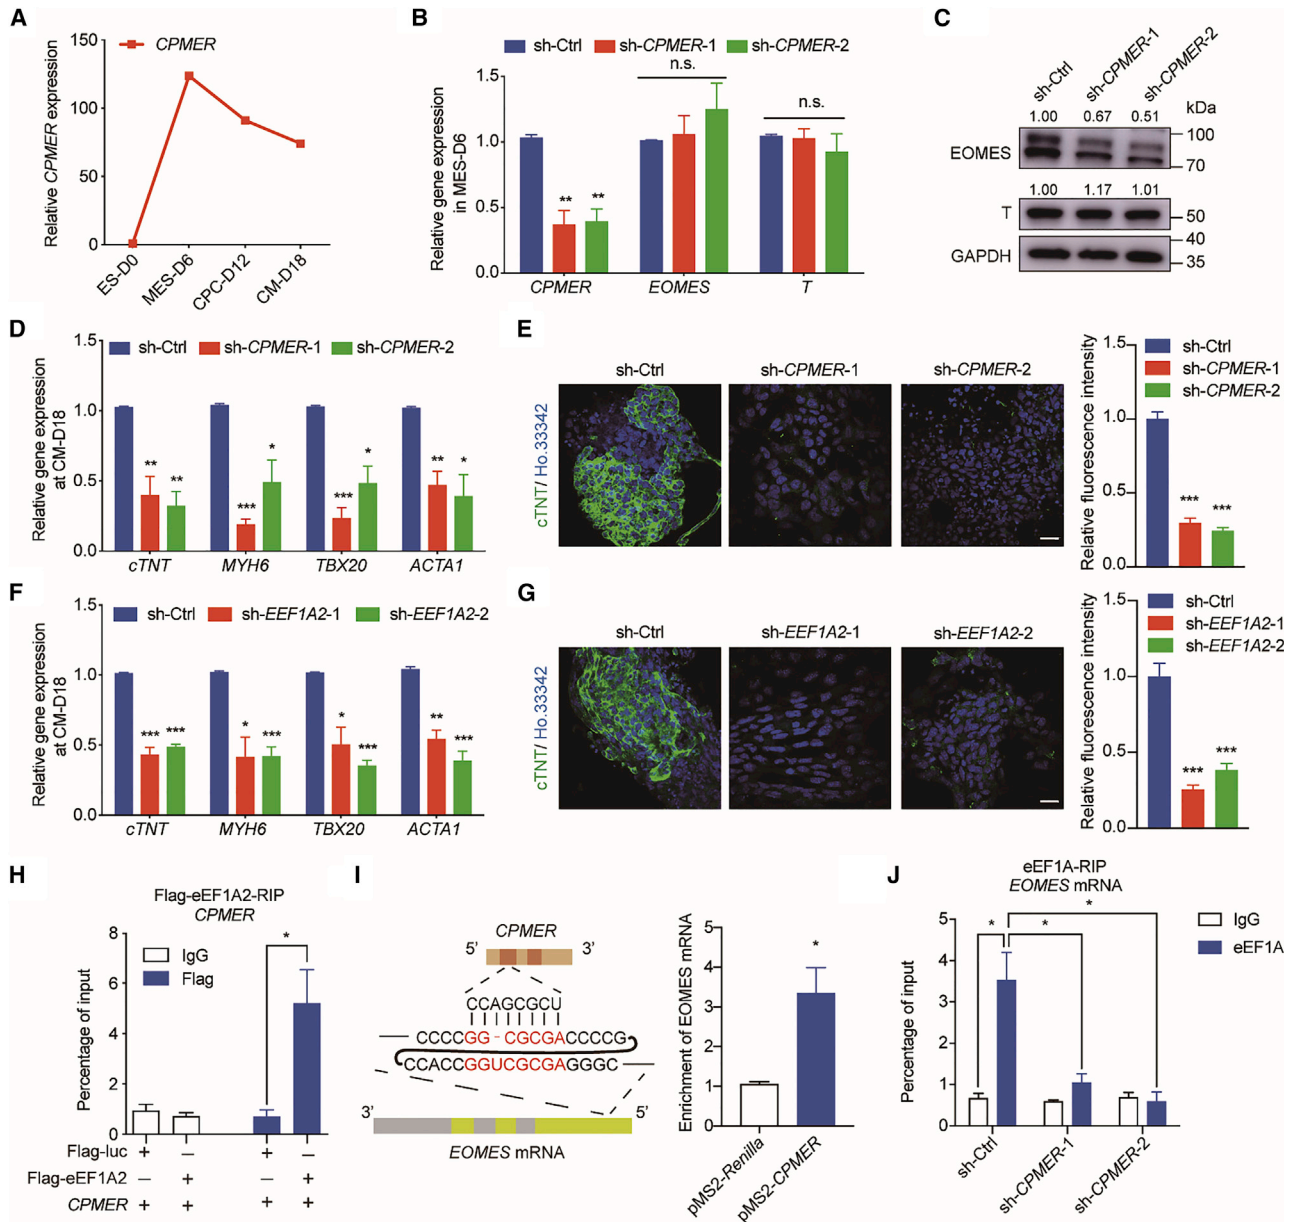 A
CPMER
Relative CPMER expression
150
100
50
0
ES-D0
MES-D6
CPC-D12
CM-D18
B
sh-Ctrl
sh-CPMER-1
sh-CPMER-2
Relative gene expression
in MES-D6
1.5
1.0
0.5
0.0
** **
n.s.
n.s.
CPMER
EOMES
T
C
sh-Ctrl
sh-CPMER-1
sh-CPMER-2
kDa
1.00 0.67 0.51
EOMES
100
70
1.00 1.17 1.01
T
50
40
GAPDH
35
D
sh-Ctrl
sh-CPMER-1
sh-CPMER-2
Relative gene expression
at CM-D18
1.5
1.0
0.5
0.0
** ** *** * *** * ** *
cTNT
MYH6
TBX20
ACTA1
E
sh-Ctrl
sh-CPMER-1
sh-CPMER-2
cTNT/ Ho.33342
Relative fluorescence intensity
1.5
1.0
0.5
0.0
sh-Ctrl
sh-CPMER-1
sh-CPMER-2
*** ***
F
sh-Ctrl
sh-EEF1A2-1
sh-EEF1A2-2
Relative gene expression
at CM-D18
1.5
1.0
0.5
0.0
*** *** * *** * *** ** ***
cTNT
MYH6
TBX20
ACTA1
G
sh-Ctrl
sh-EEF1A2-1
sh-EEF1A2-2
cTNT/ Ho.33342
Relative fluorescence intensity
1.5
1.0
0.5
0.0
sh-Ctrl
sh-EEF1A2-1
sh-EEF1A2-2
*** ***
H
Flag-eEF1A2-RIP
CPMER
IgG
Flag
Percentage of input
8
6
4
2
0
*
Flag-luc + − + −
Flag-eEF1A2 − + − +
CPMER + + + +
I
CPMER
5’ 3’
CCAGCGCU
CCCCGG-CGCGACCCCG
CCACCGGUCGCGAGGGC
3’ 5’
EOMES mRNA
Enrichment of EOMES mRNA
5
4
3
2
1
0
*
pMS2-Renilla
pMS2-CPMER
J
eEF1A-RIP
EOMES mRNA
IgG
eEF1A
Percentage of input
5
4
3
2
1
0
* * *
sh-Ctrl
sh-CPMER-1
sh-CPMER-2